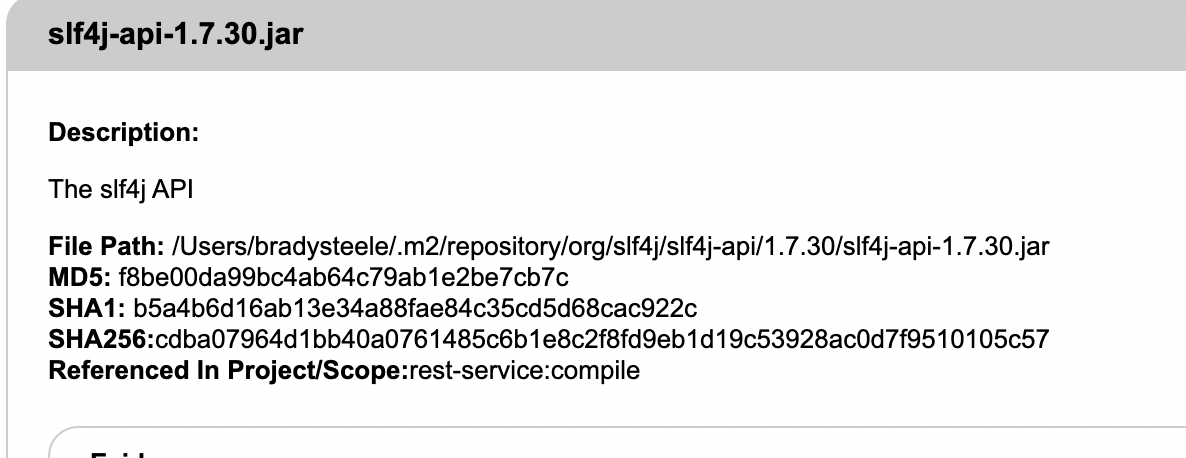 slf4j-api-1.7.30.jar
Description:
The slf4j API
File Path: /Users/bradysteele/.m2/repository/org/slf4j/slf4j-api/1.7.30/slf4j-api-1.7.30.jar
MD5: f8be00da99bc4ab64c79ab1e2be7cb7c
SHA1: b5a4b6d16ab13e34a88fae84c35cd5d68cac922c
SHA256:cdba07964d1bb40a0761485c6b1e8c2f8fd9eb1d19c53928ac0d7f9510105c57
Referenced In Project/Scope:rest-service:compile